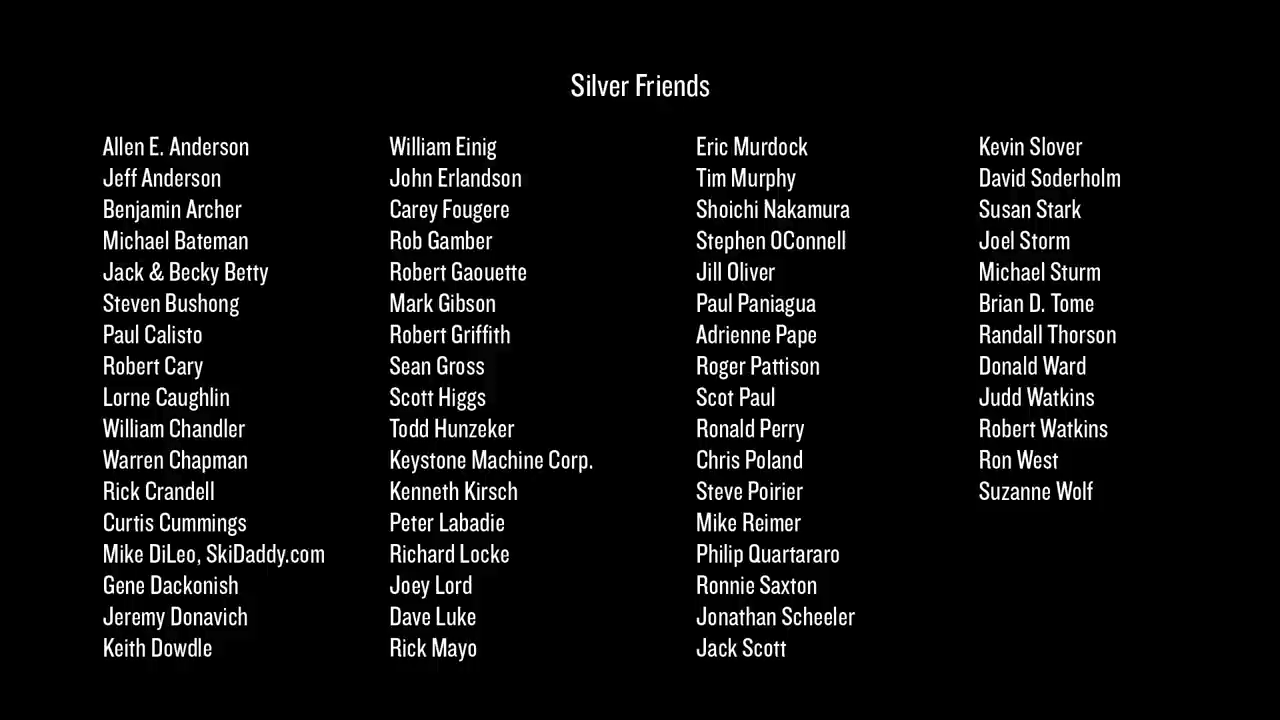 Silver Friends
Allen E. Anderson
Jeff Anderson
Benjamin Archer
Michael Bateman
Jack & Becky Betty
Steven Bushong
Paul Calisto
Robert Cary
Lorne Caughlin
William Chandler
Warren Chapman
Rick Crandell
Curtis Cummings
Mike DiLeo, SkiDaddy.com
Gene Dackonish
Jeremy Donavich
Keith Dowdle
William Einig
John Erlandson
Carey Fougere
Rob Gamber
Robert Gaouette
Mark Gibson
Robert Griffith
Sean Gross
Scott Higgs
Todd Hunzeker
Keystone Machine Corp.
Kenneth Kirsch
Peter Labadie
Richard Locke
Joey Lord
Dave Luke
Rick Mayo
Eric Murdock
Tim Murphy
Shoichi Nakamura
Stephen OConnell
Jill Oliver
Paul Paniagua
Adrienne Pape
Roger Pattison
Scot Paul
Ronald Perry
Chris Poland
Steve Poirier
Mike Reimer
Philip Quartararo
Ronnie Saxton
Jonathan Scheeler
Jack Scott
Kevin Slover
David Soderholm
Susan Stark
Joel Storm
Michael Sturm
Brian D. Tome
Randall Thorson
Donald Ward
Judd Watkins
Robert Watkins
Ron West
Suzanne Wolf